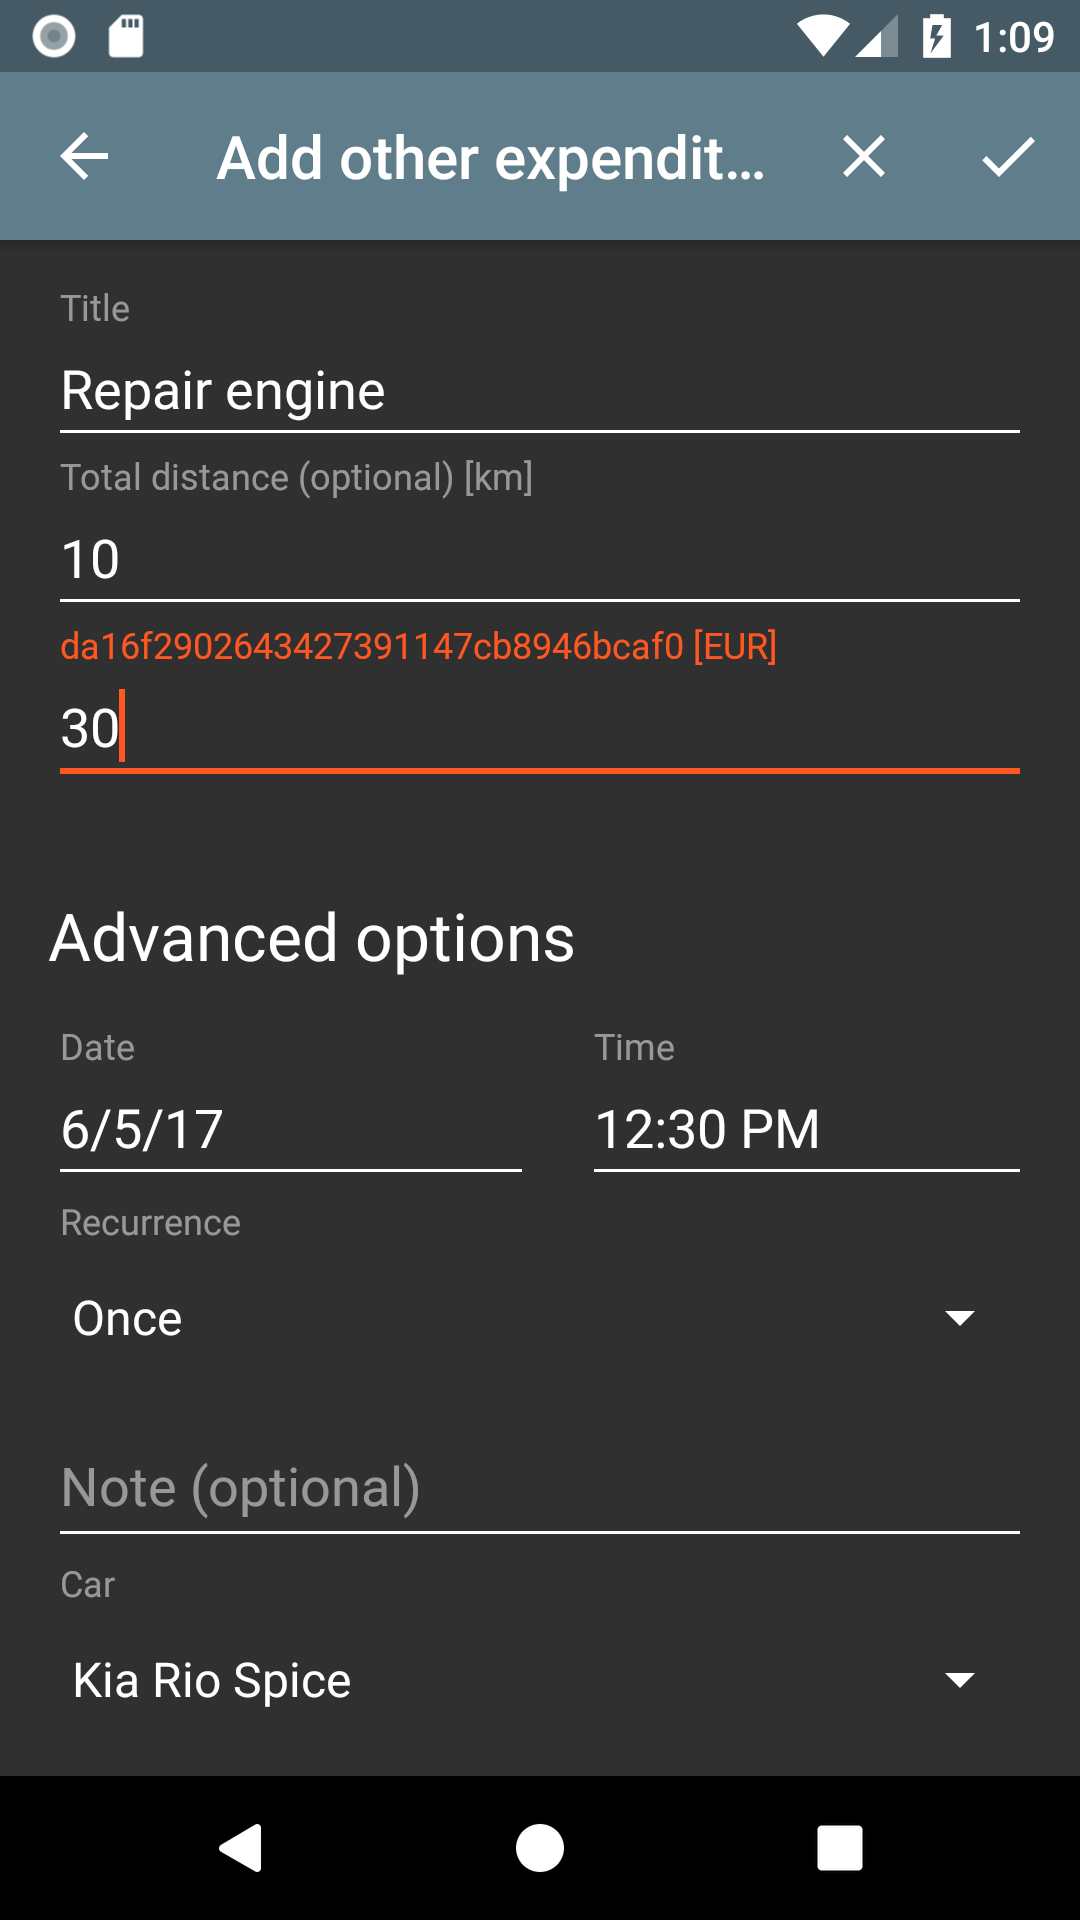 1:09
Add other expendit...
Title
Repair engine
Total distance (optional) [km]
10
da16f2902643427391147cb8946bcaf0 [EUR]
30
Advanced options
Date
Time
6/5/17
12:30 PM
Recurrence
Once
Note (optional)
Car
Kia Rio Spice